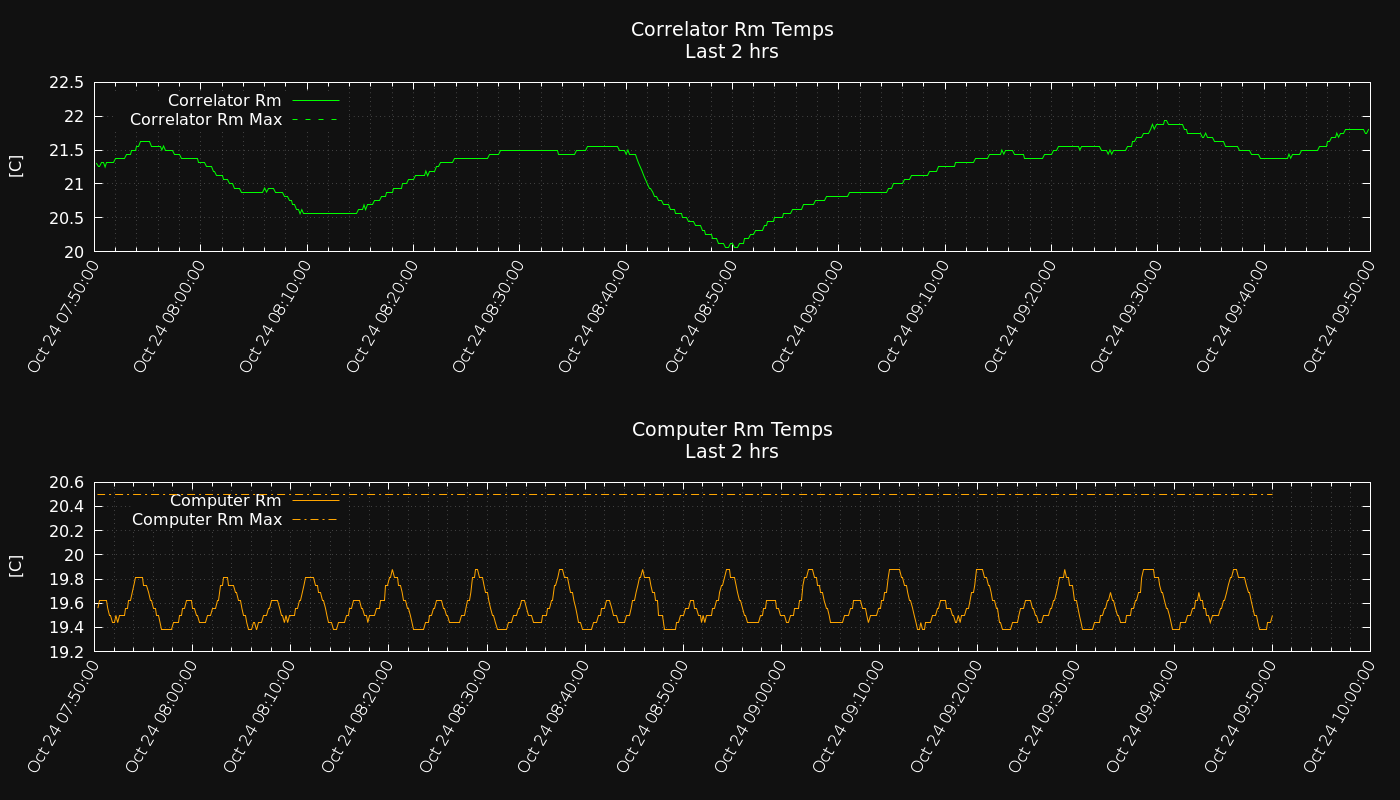 Correlator Rm Temps
Last 2 hrs
22.5
22
21.5
21
20.5
20
[C]
Correlator Rm
Correlator Rm Max
Oct 24 07:50:00
Oct 24 08:00:00
Oct 24 08:10:00
Oct 24 08:20:00
Oct 24 08:30:00
Oct 24 08:40:00
Oct 24 08:50:00
Oct 24 09:00:00
Oct 24 09:10:00
Oct 24 09:20:00
Oct 24 09:30:00
Oct 24 09:40:00
Oct 24 09:50:00
Computer Rm Temps
Last 2 hrs
20.6
20.4
20.2
20
19.8
19.6
19.4
19.2
[C]
Computer Rm
Computer Rm Max
Oct 24 07:50:00
Oct 24 08:00:00
Oct 24 08:10:00
Oct 24 08:20:00
Oct 24 08:30:00
Oct 24 08:40:00
Oct 24 08:50:00
Oct 24 09:00:00
Oct 24 09:10:00
Oct 24 09:20:00
Oct 24 09:30:00
Oct 24 09:40:00
Oct 24 09:50:00
Oct 24 10:00:00